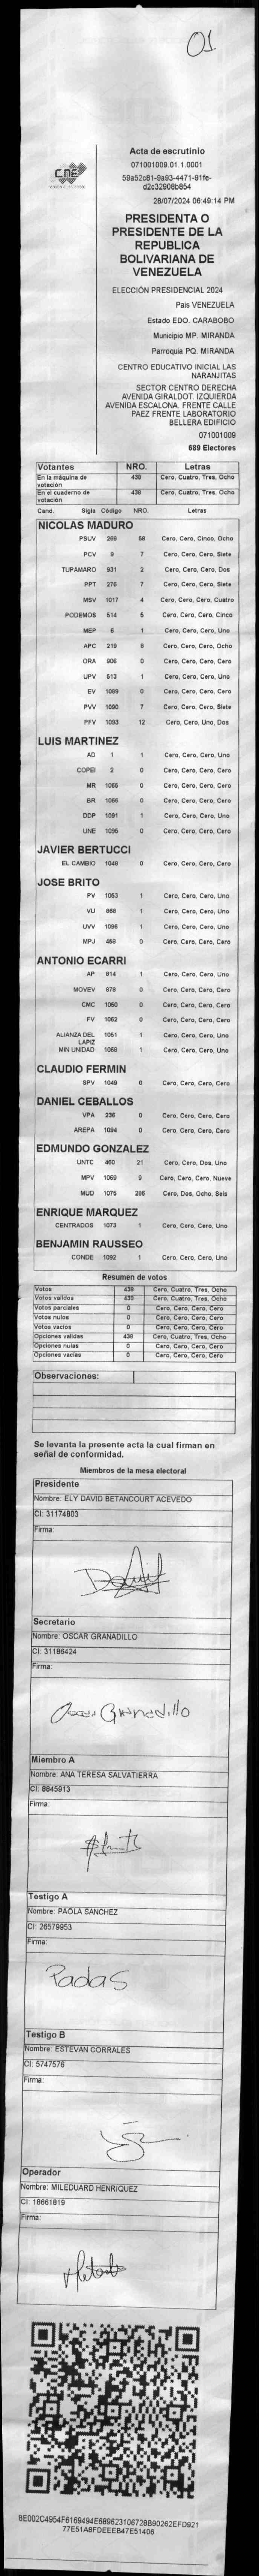 01
Acta de escrutinio
071001009.01.1.0001
59a52c81-9a93-4471-91fe-
d2c32908b854
28/07/2024 06:49:14 PM
CNE
PRESIDENTA O
PRESIDENTE DE LA
REPUBLICA
BOLIVARIANA DE
VENEZUELA
ELECCIÓN PRESIDENCIAL 2024
Pais VENEZUELA
Estado EDO. CARABOBO
Municipio MP. MIRANDA
Parroquia PQ. MIRANDA
CENTRO EDUCATIVO INICIAL LAS
NARANJITAS
SECTOR CENTRO DERECHA
AVENIDA GIRALDOT. IZQUIERDA
AVENIDA ESCALONA. FRENTE CALLE
PAEZ FRENTE LABORATORIO
BELLERA EDIFICIO
071001009
689 Electores
Votantes NRO. Letras
En la máquina de votación 438 Cero, Cuatro, Tres, Ocho
En el cuaderno de votación 438 Cero, Cuatro, Tres, Ocho
Cand. Sigla Código NRO. Letras
NICOLAS MADURO
PSUV 269 58 Cero, Cero, Cinco, Ocho
PCV 9 7 Cero, Cero, Cero, Siete
TUPAMARO 931 2 Cero, Cero, Cero, Dos
PPT 276 7 Cero, Cero, Cero, Siete
MSV 1017 4 Cero, Cero, Cero, Cuatro
PODEMOS 514 5 Cero, Cero, Cero, Cinco
MEP 6 1 Cero, Cero, Cero, Uno
APC 219 8 Cero, Cero, Cero, Ocho
ORA 906 0 Cero, Cero, Cero, Cero
UPV 513 1 Cero, Cero, Cero, Uno
EV 1089 0 Cero, Cero, Cero, Cero
PVV 1090 7 Cero, Cero, Cero, Siete
PFV 1093 12 Cero, Cero, Uno, Dos
LUIS MARTINEZ
AD 1 1 Cero, Cero, Cero, Uno
COPEI 2 0 Cero, Cero, Cero, Cero
MR 1065 0 Cero, Cero, Cero, Cero
BR 1066 0 Cero, Cero, Cero, Cero
DDP 1091 1 Cero, Cero, Cero, Uno
UNE 1095 0 Cero, Cero, Cero, Cero
JAVIER BERTUCCI
EL CAMBIO 1048 0 Cero, Cero, Cero, Cero
JOSE BRITO
PV 1053 1 Cero, Cero, Cero, Uno
VU 868 1 Cero, Cero, Cero, Uno
UVV 1096 1 Cero, Cero, Cero, Uno
MPJ 459 0 Cero, Cero, Cero, Cero
ANTONIO ECARRI
AP 814 1 Cero, Cero, Cero, Uno
MOVEV 878 0 Cero, Cero, Cero, Cero
CMC 1050 0 Cero, Cero, Cero, Cero
FV 1062 0 Cero, Cero, Cero, Cero
ALIANZA DEL LAPIZ 1051 1 Cero, Cero, Cero, Uno
MIN UNIDAD 1068 1 Cero, Cero, Cero, Uno
CLAUDIO FERMIN
SPV 1049 0 Cero, Cero, Cero, Cero
DANIEL CEBALLOS
VPA 236 0 Cero, Cero, Cero, Cero
AREPA 1094 0 Cero, Cero, Cero, Cero
EDMUNDO GONZALEZ
UNTC 460 21 Cero, Cero, Dos, Uno
MPV 1069 9 Cero, Cero, Cero, Nueve
MUD 1075 286 Cero, Dos, Ocho, Seis
ENRIQUE MARQUEZ
CENTRADOS 1073 1 Cero, Cero, Cero, Uno
BENJAMIN RAUSSEO
CONDE 1092 1 Cero, Cero, Cero, Uno
Resumen de votos
Votos 438 Cero, Cuatro, Tres, Ocho
Votos validos 438 Cero, Cuatro, Tres, Ocho
Votos parciales 0 Cero, Cero, Cero, Cero
Votos nulos 0 Cero, Cero, Cero, Cero
Votos vacios 0 Cero, Cero, Cero, Cero
Opciones validas 438 Cero, Cuatro, Tres, Ocho
Opciones nulas 0 Cero, Cero, Cero, Cero
Opciones vacias 0 Cero, Cero, Cero, Cero
Observaciones:
Se levanta la presente acta la cual firman en
señal de conformidad.
Miembros de la mesa electoral
Presidente
Nombre: ELY DAVID BETANCOURT ACEVEDO
CI: 31174803
Firma:
Secretario
Nombre: OSCAR GRANADILLO
CI: 31186424
Firma:
Granadillo
Miembro A
Nombre: ANA TERESA SALVATIERRA
CI: 8845913
Firma:
Testigo A
Nombre: PAOLA SANCHEZ
CI: 26579953
Firma:
Testigo B
Nombre: ESTEVAN CORRALES
CI: 5747576
Firma:
Operador
Nombre: MILEDUARD HENRIQUEZ
CI: 18661819
Firma:
8E002C4954F6169494E689623106728B90262EFD921
77E51A8FDEEEB47E51406